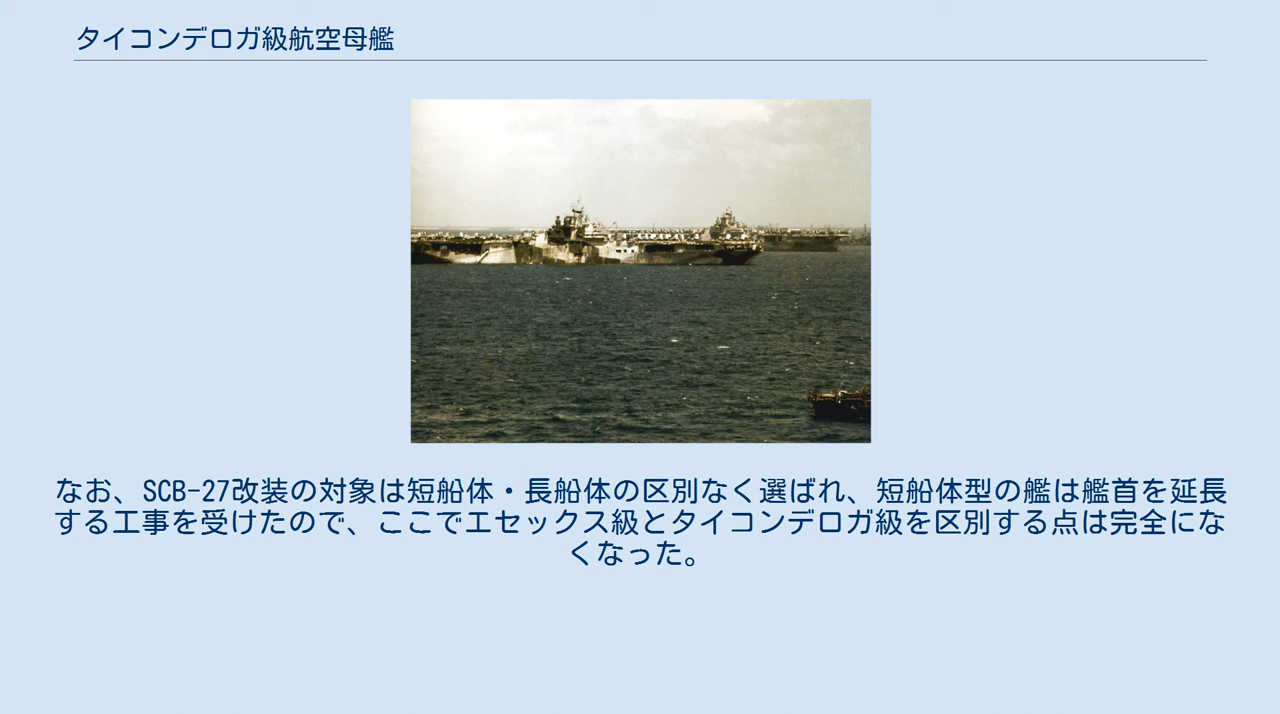 タイコンデロガ級航空母艦
なお、SCB-27改装の対象は短船体・長船体の区別なく選ばれ、短船体型の艦は艦首を延長
する工事を受けたので、ここでエセックス級とタイコンデロガ級を区別する点は完全にな
くなった。